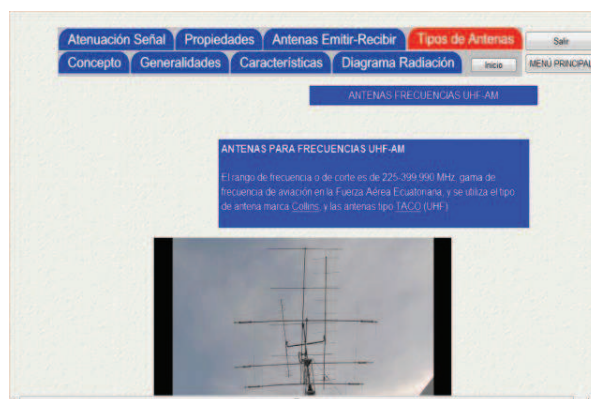 Atenuación Señal Propiedades Antenas Emitir-Recibir Tipos de Antenas Salir
Concepto Generalidades Características Diagrama Radiación Inicio MENÚ PRINCIPAL
ANTENAS FRECUENCIAS UHF-AM
ANTENAS PARA FRECUENCIAS UHF-AM
El rango de frecuencia o de corte es de 225-399.990 MHz, gama de
frecuencia de aviación en la Fuerza Aérea Ecuatoriana, y se utiliza el tipo
de antena marca Collins, y las antenas tipo TACO (UHF)